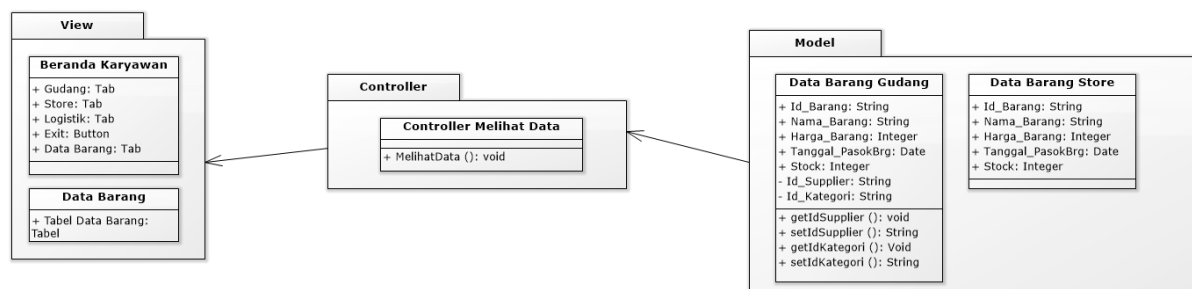 View
Beranda Karyawan
+ Gudang: Tab
+ Store: Tab
+ Logistik: Tab
+ Exit: Button
+ Data Barang: Tab
Data Barang
+ Tabel Data Barang:
Tabel
Controller
Controller Melihat Data
+ MelihatData (): void
Model
Data Barang Gudang
+ Id_Barang: String
+ Nama_Barang: String
+ Harga_Barang: Integer
+ Tanggal_PasokBrg: Date
+ Stock: Integer
- Id_Supplier: String
- Id_Kategori: String
+ getIdSupplier (): void
+ setIdSupplier (): String
+ getIdKategori (): Void
+ setIdKategori (): String
Data Barang Store
+ Id_Barang: String
+ Nama_Barang: String
+ Harga_Barang: Integer
+ Tanggal_PasokBrg: Date
+ Stock: Integer